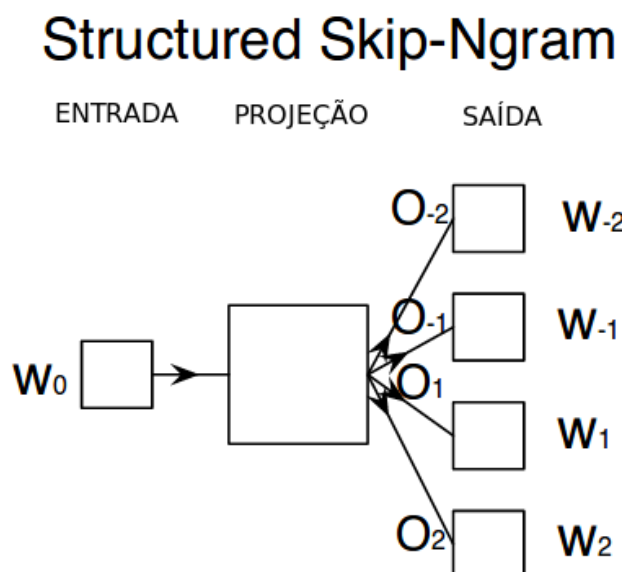 Structured Skip-Ngram
ENTRADA PROJEÇÃO SAÍDA
O-2 w-2
O-1 w-1
w0
O1 w1
O2 w2